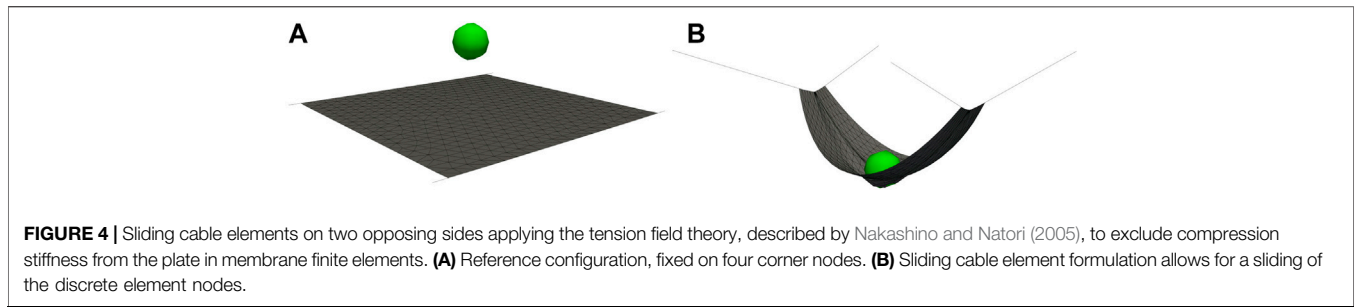 A
B
FIGURE 4 | Sliding cable elements on two opposing sides applying the tension field theory, described by Nakashino and Natori (2005), to exclude compression
stiffness from the plate in membrane finite elements. (A) Reference configuration, fixed on four corner nodes. (B) Sliding cable element formulation allows for a sliding of
the discrete element nodes.